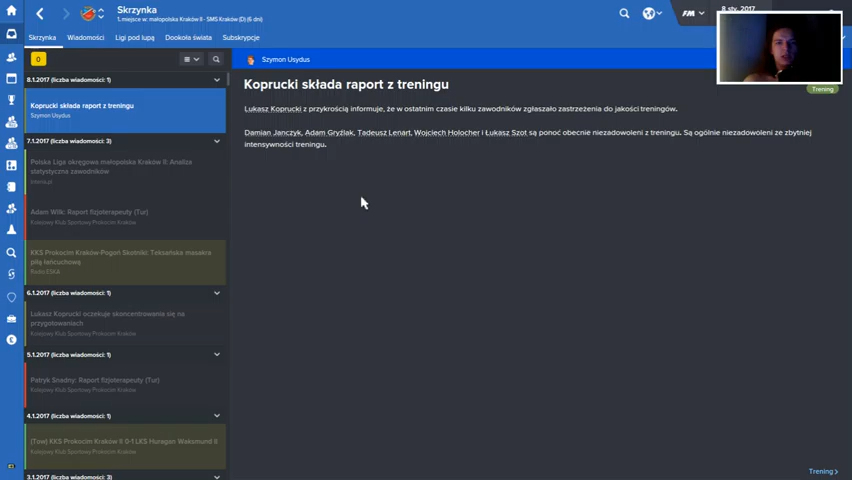 Skrzynka
1. miejsce w: małopolska Kraków II - SMS Kraków (D) (6 dni)
FM
8 sty. 2017
Skrzynka Wiadomości Ligi pod lupą Dookoła świata Subskrypcje
0
Szymon Usydus
8.1.2017 (liczba wiadomości: 1)
Koprucki składa raport z treningu
Szymon Usydus
7.1.2017 (liczba wiadomości: 3)
Polska Liga okręgowa małopolska Kraków II: Analiza
statystyczna zawodników
interia.pl
Adam Wilk: Raport fizjoterapeuty (Tur)
Kolejowy Klub Sportowy Prokocim Kraków
KKS Prokocim Kraków-Pogoń Skotniki: Teksańska masakra
piłą łańcuchową
Radio ESKA
6.1.2017 (liczba wiadomości: 1)
Łukasz Koprucki oczekuje skoncentrowania się na
przygotowaniach
Kolejowy Klub Sportowy Prokocim Kraków
5.1.2017 (liczba wiadomości: 1)
Patryk Snadny: Raport fizjoterapeuty (Tur)
Kolejowy Klub Sportowy Prokocim Kraków
4.1.2017 (liczba wiadomości: 1)
(Tow) KKS Prokocim Kraków II 0-1 LKS Huragan Waksmund II
Kolejowy Klub Sportowy Prokocim Kraków
3.1.2017 (liczba wiadomości: 3)
Koprucki składa raport z treningu
Trening
Łukasz Koprucki z przykrością informuje, że w ostatnim czasie kilku zawodników zgłaszało zastrzeżenia do jakości treningów.
Damian Janczyk, Adam Gryźlak, Tadeusz Lenart, Wojciech Holocher i Łukasz Szot są ponoć obecnie niezadowoleni z treningu. Są ogólnie niezadowoleni ze zbytniej
intensywności treningu.
Trening >